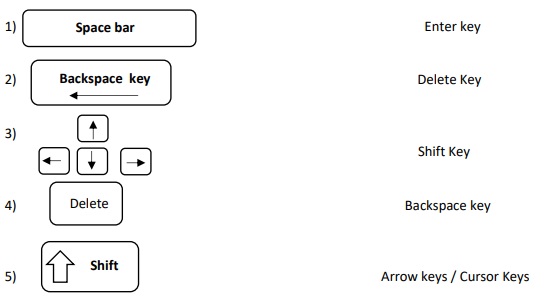 1) Space bar Enter key
2) Backspace key Delete Key
3) Shift Key
4) Delete Backspace key
5) Shift Arrow keys / Cursor Keys